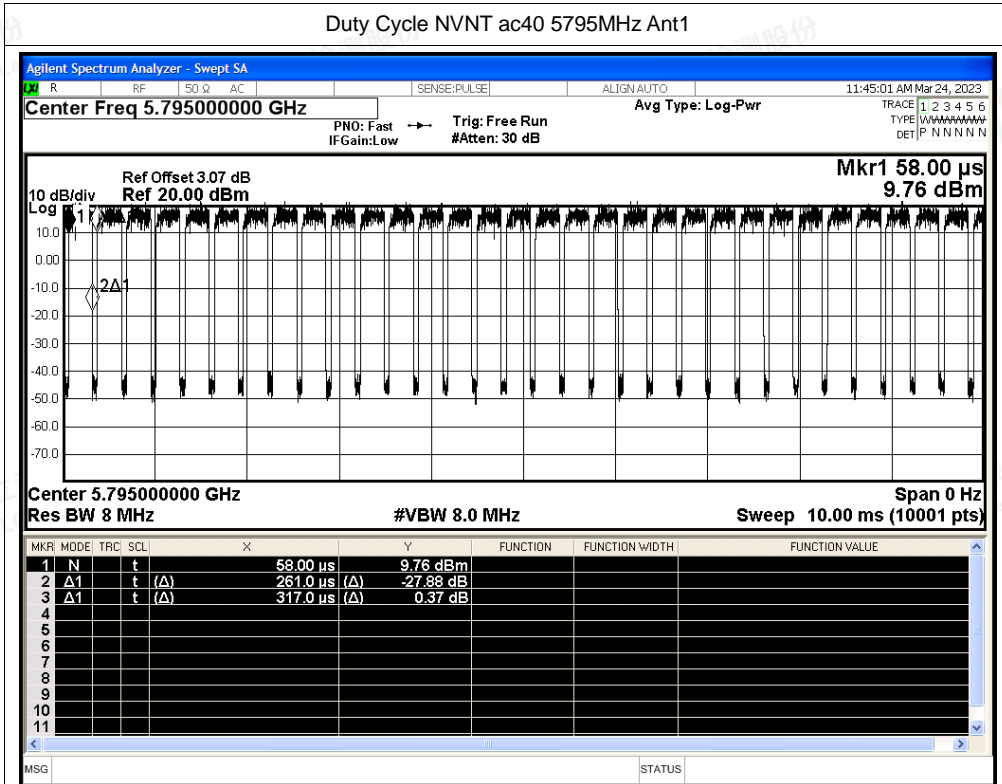 Duty Cycle NVNT ac40 5795MHz Ant1
Agilent Spectrum Analyzer - Swept SA
LXI R RF 50 Ω AC SENSE:PULSE ALIGN AUTO 11:45:01 AM Mar 24, 2023
Center Freq 5.795000000 GHz Avg Type: Log-Pwr TRACE 1 2 3 4 5 6
PNO: Fast Trig: Free Run TYPE
IFGain:Low #Atten: 30 dB DET P N N N N N
Ref Offset 3.07 dB Mkr1 58.00 µs
10 dB/div Ref 20.00 dBm 9.76 dBm
Log
1
10.0
0.00
-10.0
2Δ1
-20.0
-30.0
-40.0
-50.0
-60.0
-70.0
Center 5.795000000 GHz Span 0 Hz
Res BW 8 MHz #VBW 8.0 MHz Sweep 10.00 ms (10001 pts)
MKR MODE TRC SCL X Y FUNCTION FUNCTION WIDTH FUNCTION VALUE
1 N t 58.00 µs 9.76 dBm
2 Δ1 t (Δ) 261.0 µs (Δ) -27.88 dB
3 Δ1 t (Δ) 317.0 µs (Δ) 0.37 dB
4
5
6
7
8
9
10
11
MSG STATUS